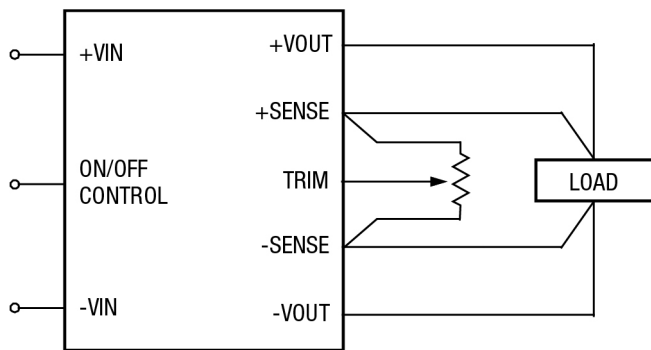 +VOUT
+VIN
+SENSE
ON/OFF
CONTROL
TRIM
LOAD
-SENSE
-VIN
-VOUT